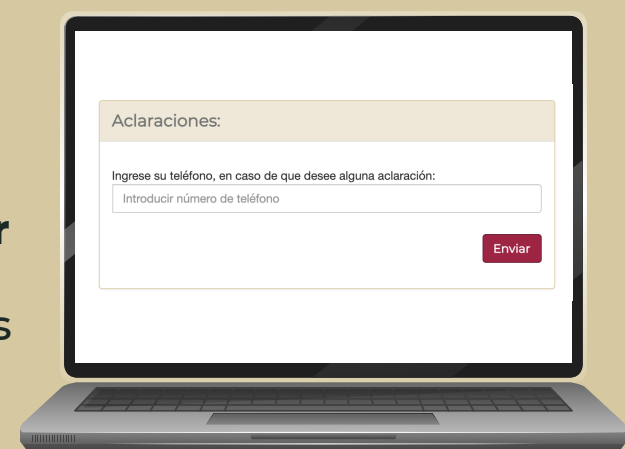 Aclaraciones:
Ingrese su teléfono, en caso de que desee alguna aclaración:
Introducir número de teléfono
Enviar